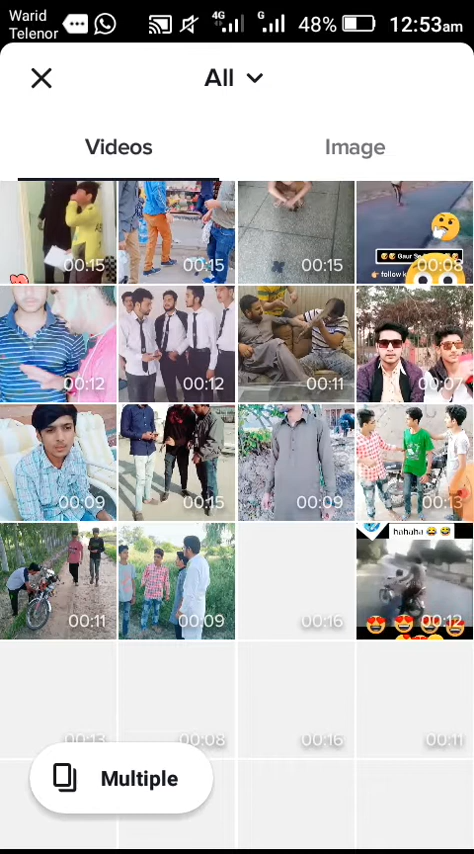 Warid
Telenor
4G G 48% 12:53am
All
Videos Image
00:15 00:15 00:15 00:08
follow
00:12 00:12 00:11 00:07
00:09 00:15 00:09 00:13
hahaha
00:11 00:09 00:16 00:12
00:13 00:08 00:16 00:11
Multiple